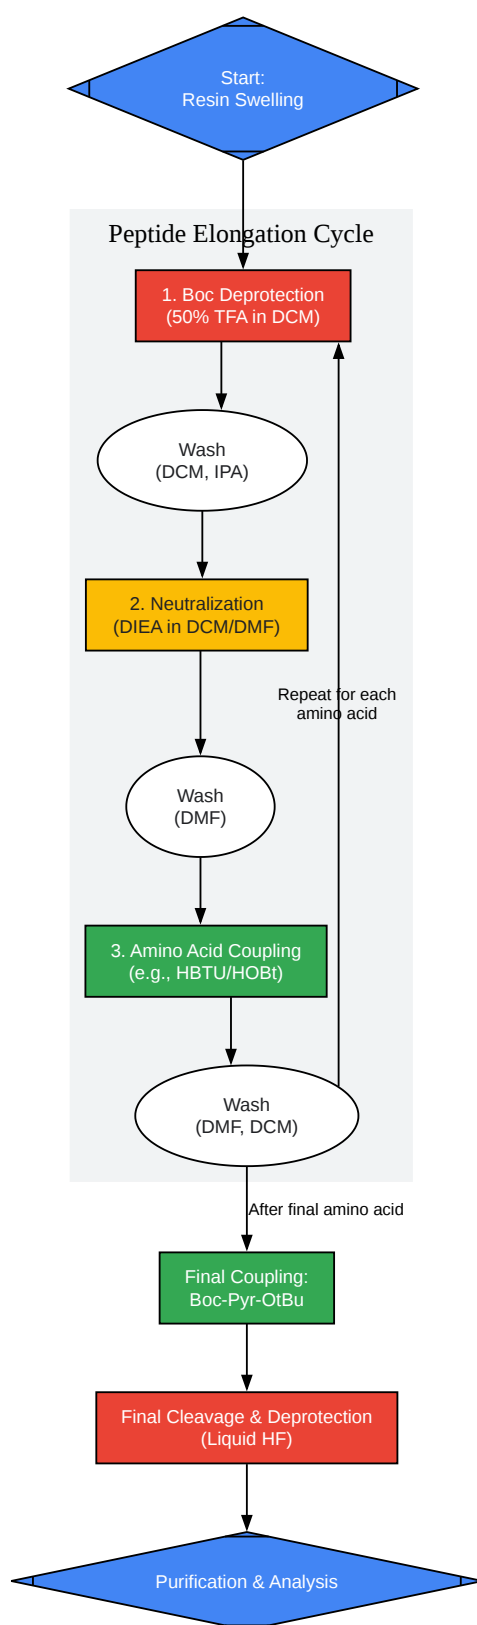 Start:
Resin Swelling
Peptide Elongation Cycle
1. Boc Deprotection
(50% TFA in DCM)
Wash
(DCM, IPA)
2. Neutralization
(DIEA in DCM/DMF)
Repeat for each
amino acid
Wash
(DMF)
3. Amino Acid Coupling
(e.g., HBTU/HOBt)
Wash
(DMF, DCM)
After final amino acid
Final Coupling:
Boc-Pyr-OtBu
Final Cleavage & Deprotection
(Liquid HF)
Purification & Analysis